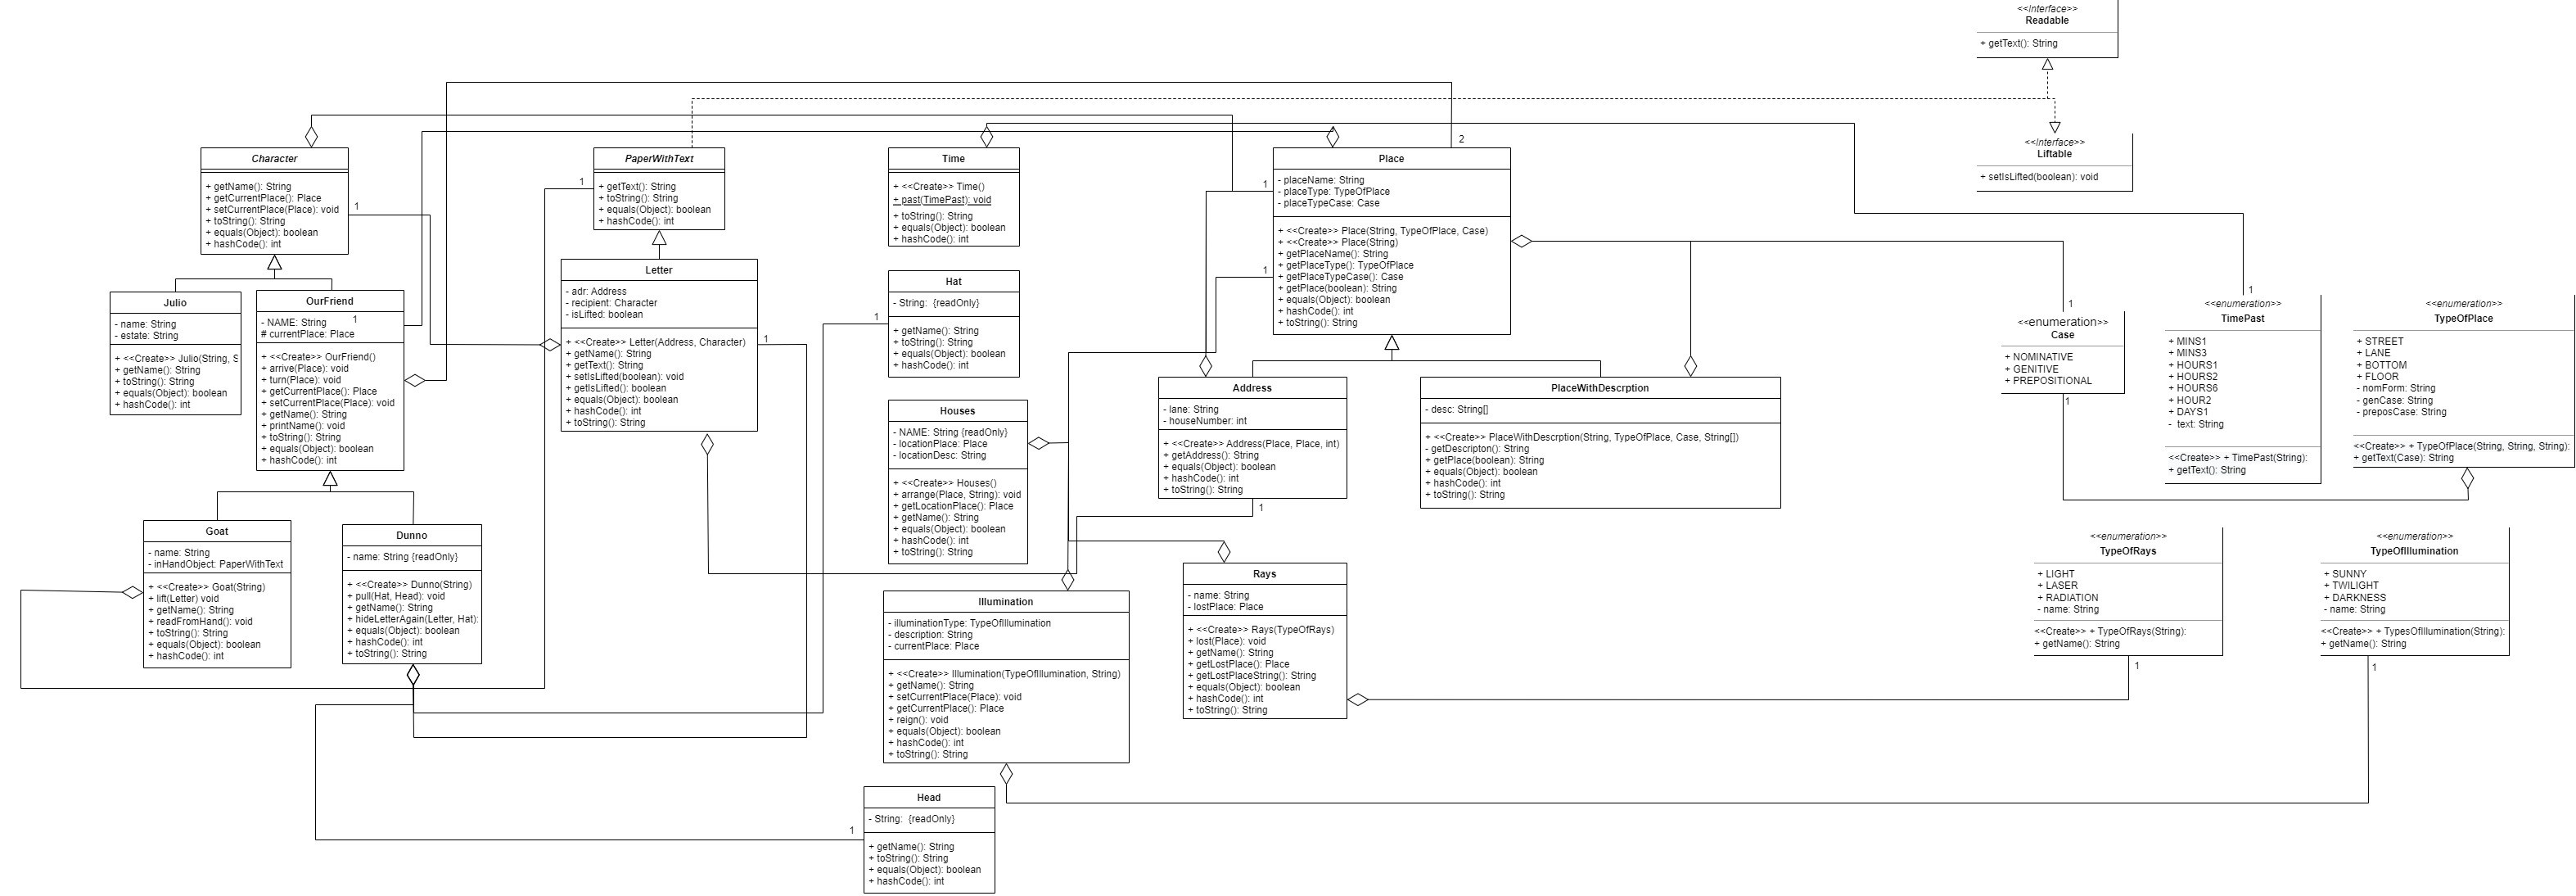 <<Interface>>
Readable
+ getText(): String
2
Character
+ getName(): String
+ getCurrentPlace(): Place
+ setCurrentPlace(Place): void
+ toString(): String
+ equals(Object): boolean
+ hashCode(): int
1
PaperWithText
+ getText(): String
+ toString(): String
+ equals(Object): boolean
+ hashCode(): int
1
Time
+ <<Create>> Time()
+ past(TimePast): void
+ toString(): String
+ equals(Object): boolean
+ hashCode(): int
Place
- placeName: String
- placeType: TypeOfPlace
- placeTypeCase: Case
+ <<Create>> Place(String, TypeOfPlace, Case)
+ <<Create>> Place(String)
+ getPlaceName(): String
+ getPlaceType(): TypeOfPlace
+ getPlaceTypeCase(): Case
+ getPlace(boolean): String
+ equals(Object): boolean
+ hashCode(): int
+ toString(): String
1
1
<<Interface>>
Liftable
+ setIsLifted(boolean): void
Julio
- name: String
- estate: String
+ <<Create>> Julio(String, S
+ getName(): String
+ toString(): String
+ equals(Object): boolean
+ hashCode(): int
OurFriend
- NAME: String
# currentPlace: Place
1
+ <<Create>> OurFriend()
+ arrive(Place): void
+ turn(Place): void
+ getCurrentPlace(): Place
+ setCurrentPlace(Place): void
+ getName(): String
+ printName(): void
+ toString(): String
+ equals(Object): boolean
+ hashCode(): int
Letter
- adr: Address
- recipient: Character
- isLifted: boolean
+ <<Create>> Letter(Address, Character)
+ getName(): String
+ getText(): String
+ setIsLifted(boolean): void
+ getIsLifted(): boolean
+ equals(Object): boolean
+ hashCode(): int
+ toString(): String
1
Hat
- String:  {readOnly}
+ getName(): String
+ toString(): String
+ equals(Object): boolean
+ hashCode(): int
1
Houses
- NAME: String {readOnly}
- locationPlace: Place
- locationDesc: String
+ <<Create>> Houses()
+ arrange(Place, String): void
+ getLocationPlace(): Place
+ getName(): String
+ equals(Object): boolean
+ hashCode(): int
+ toString(): String
Address
- lane: String
- houseNumber: int
+ <<Create>> Address(Place, Place, int)
+ getAddress(): String
+ equals(Object): boolean
+ hashCode(): int
+ toString(): String
1
PlaceWithDescrption
- desc: String[]
+ <<Create>> PlaceWithDescrption(String, TypeOfPlace, Case, String[])
- getDescripton(): String
+ getPlace(boolean): String
+ equals(Object): boolean
+ hashCode(): int
+ toString(): String
1
<<enumeration>>
Case
+ NOMINATIVE
+ GENITIVE
+ PREPOSITIONAL
1
1
<<enumeration>>
TimePast
+ MINS1
+ MINS3
+ HOURS1
+ HOURS2
+ HOURS6
+ HOUR2
+ DAYS1
-  text: String
<<Create>> + TimePast(String):
+ getText(): String
<<enumeration>>
TypeOfPlace
+ STREET
+ LANE
+ BOTTOM
+ FLOOR
- nomForm: String
- genCase: String
- preposCase: String
<<Create>> + TypeOfPlace(String, String, String):
+ getText(Case): String
Goat
- name: String
- inHandObject: PaperWithText
+ <<Create>> Goat(String)
+ lift(Letter) void
+ getName(): String
+ readFromHand(): void
+ toString(): String
+ equals(Object): boolean
+ hashCode(): int
Dunno
- name: String {readOnly}
+ <<Create>> Dunno(String)
+ pull(Hat, Head): void
+ getName(): String
+ hideLetterAgain(Letter, Hat):
+ equals(Object): boolean
+ hashCode(): int
+ toString(): String
Illumination
- illuminationType: TypeOfIllumination
- description: String
- currentPlace: Place
+ <<Create>> Illumination(TypeOfIllumination, String)
+ getName(): String
+ setCurrentPlace(Place): void
+ getCurrentPlace(): Place
+ reign(): void
+ equals(Object): boolean
+ hashCode(): int
+ toString(): String
Rays
- name: String
- lostPlace: Place
+ <<Create>> Rays(TypeOfRays)
+ lost(Place): void
+ getName(): String
+ getLostPlace(): Place
+ getLostPlaceString(): String
+ equals(Object): boolean
+ hashCode(): int
+ toString(): String
<<enumeration>>
TypeOfRays
+ LIGHT
+ LASER
+ RADIATION
- name: String
<<Create>> + TypeOfRays(String):
+ getName(): String
1
<<enumeration>>
TypeOfIllumination
+ SUNNY
+ TWILIGHT
+ DARKNESS
- name: String
<<Create>> + TypesOfIllumination(String):
+ getName(): String
1
Head
- String:  {readOnly}
+ getName(): String
+ toString(): String
+ equals(Object): boolean
+ hashCode(): int
1